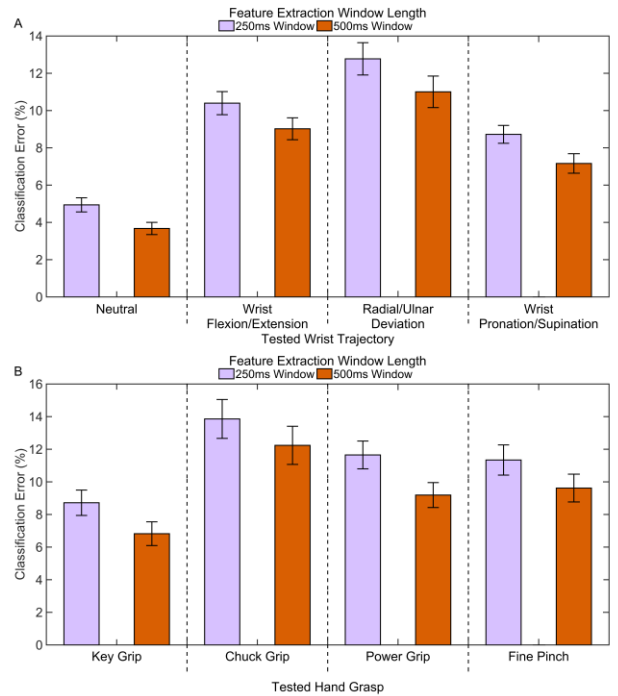 A
Feature Extraction Window Length
250ms Window 500ms Window
14
12
10
8
6
4
2
0
Classification Error (%)
Neutral Wrist Flexion/Extension Radial/Ulnar Deviation Wrist Pronation/Supination
Tested Wrist Trajectory
B
Feature Extraction Window Length
250ms Window 500ms Window
16
14
12
10
8
6
4
2
0
Classification Error (%)
Key Grip Chuck Grip Power Grip Fine Pinch
Tested Hand Grasp